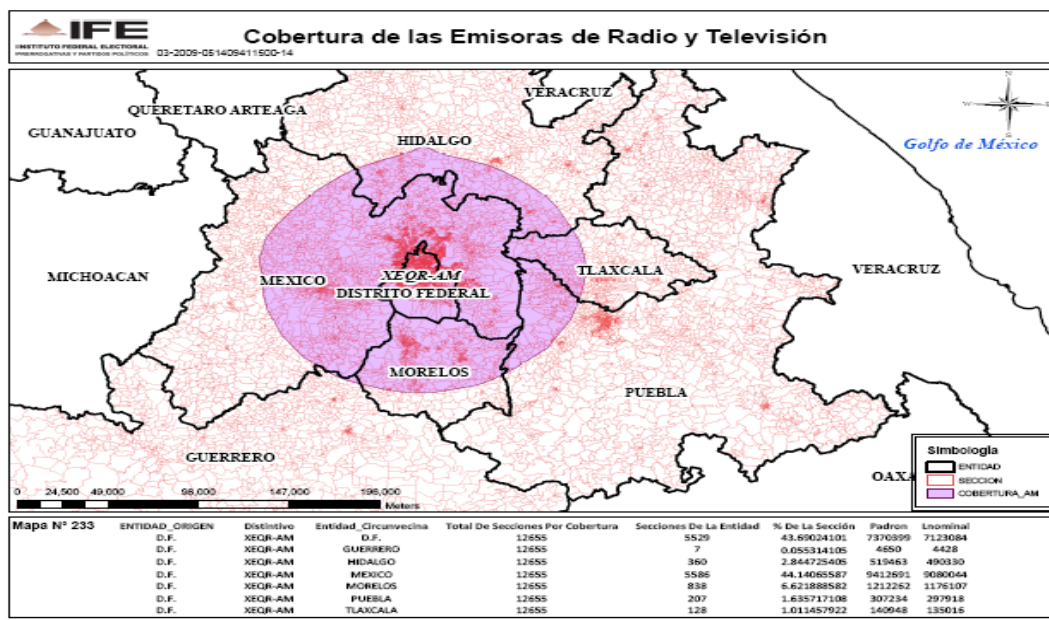 IFE
INSTITUTO FEDERAL ELECTORAL
PRERROGATIVAS Y PARTIDOS POLÍTICOS
03-2009-051409411500-14
Cobertura de las Emisoras de Radio y Televisión
VERACRUZ
QUERETARO ARTEAGA
GUANAJUATO
HIDALGO
N
W
E
S
Golfo de México
MICHOACAN
MEXICO
XEQR-AM
DISTRITO FEDERAL
TLAXCALA
VERACRUZ
MORELOS
PUEBLA
GUERRERO
OAXA
Simbología
ENTIDAD
SECCION
COBERTURA_AM
0 24,500 49,000 98,000 147,000 196,000
Meters
Mapa N° 233 ENTIDAD_ORIGEN Distintivo Entidad_Circunvecina Total De Secciones Por Cobertura Secciones De La Entidad % De La Sección Padron Lnominal
D.F. XEQR-AM D.F. 12655 5529 43.69024101 7370399 7123084
D.F. XEQR-AM GUERRERO 12655 7 0.055314105 4650 4428
D.F. XEQR-AM HIDALGO 12655 360 2.844725405 519463 490330
D.F. XEQR-AM MEXICO 12655 5586 44.14065587 9412691 9080044
D.F. XEQR-AM MORELOS 12655 838 6.621888582 1212262 1176107
D.F. XEQR-AM PUEBLA 12655 207 1.635717108 307234 297918
D.F. XEQR-AM TLAXCALA 12655 128 1.011457922 140948 135016